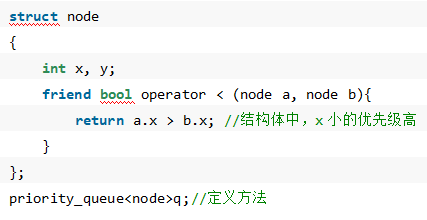 struct node
{
    int x, y;
    friend bool operator < (node a, node b){
        return a.x > b.x; //结构体中，x小的优先级高
    }
};
priority_queue<node>q;//定义方法